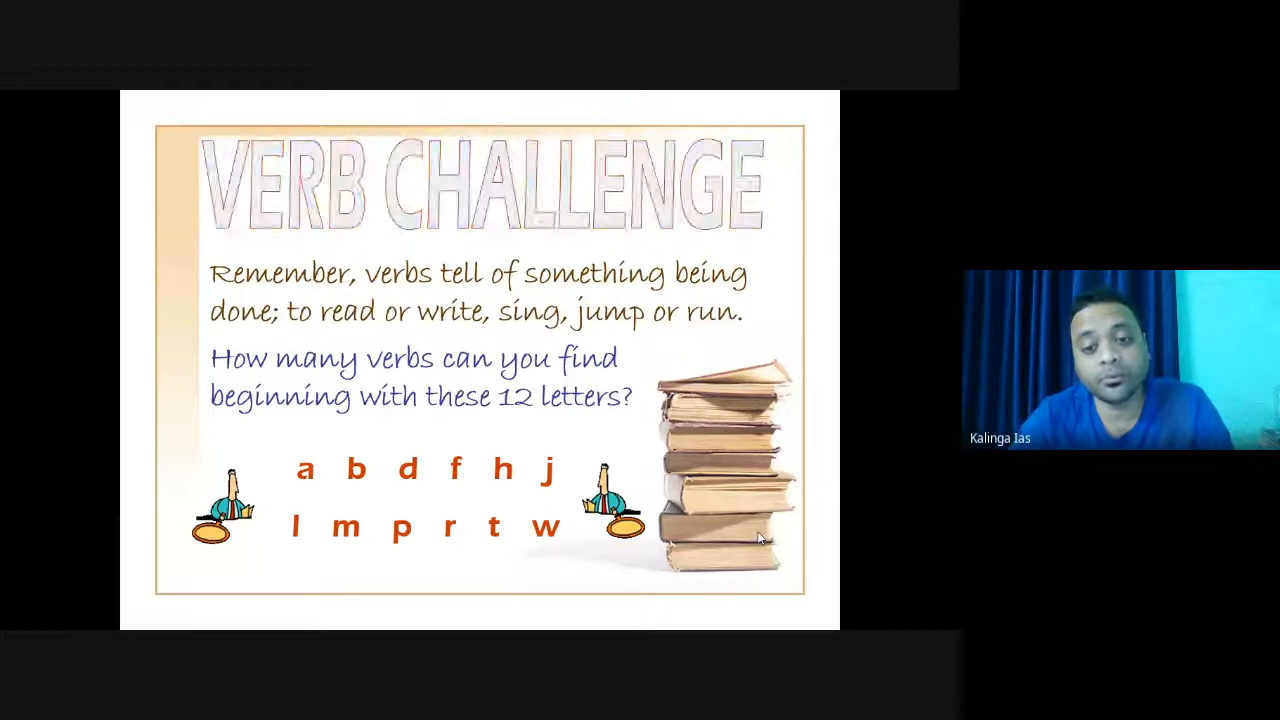 VERB CHALLENGE
Remember, verbs tell of something being
done; to read or write, sing, jump or run.
How many verbs can you find
beginning with these 12 letters?
a b d f h j
l m p r t w
Kalinga Ias